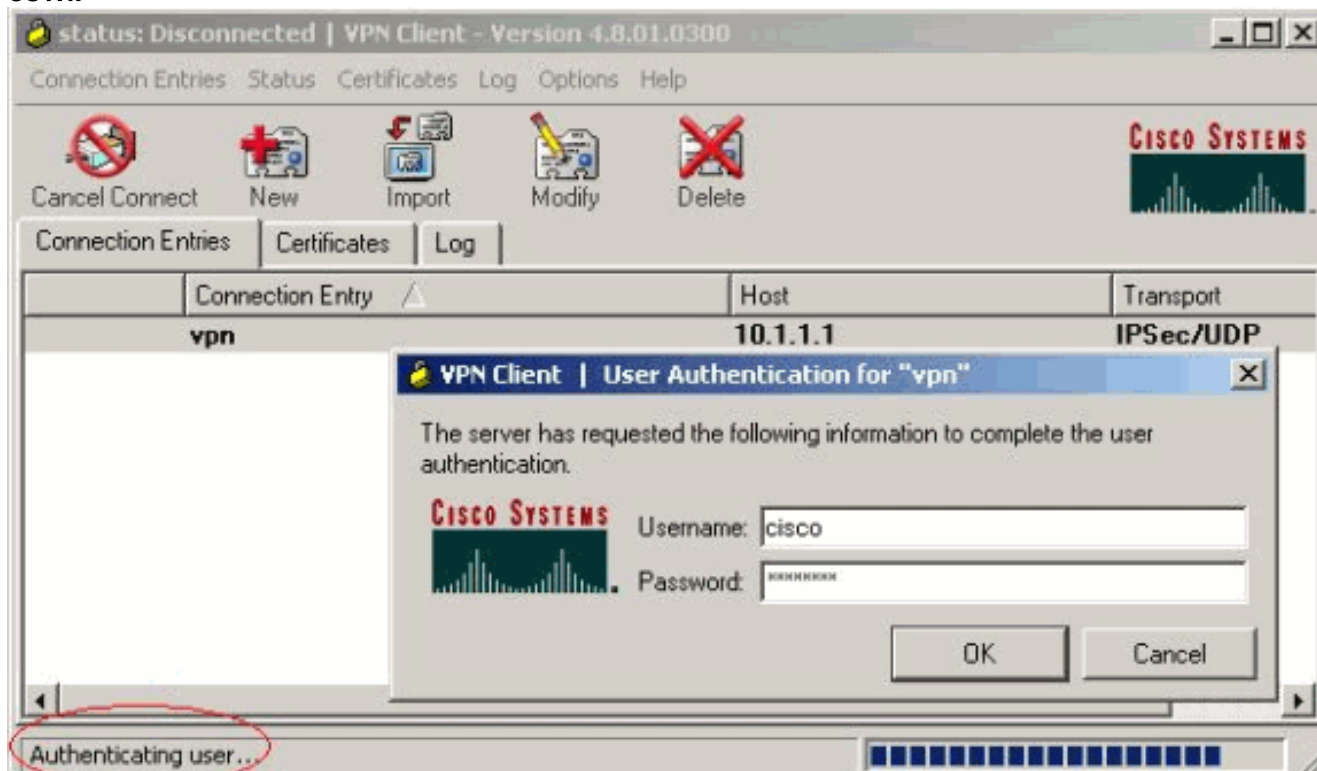 status: Disconnected | VPN Client - Version 4.8.01.0300
Connection Entries Status Certificates Log Options Help
Cancel Connect New Import Modify Delete
CISCO SYSTEMS
Connection Entries Certificates Log
Connection Entry Host Transport
vpn 10.1.1.1 IPSec/UDP
VPN Client | User Authentication for "vpn"
The server has requested the following information to complete the user
authentication.
CISCO SYSTEMS
Username: cisco
Password: ********
OK Cancel
Authenticating user...